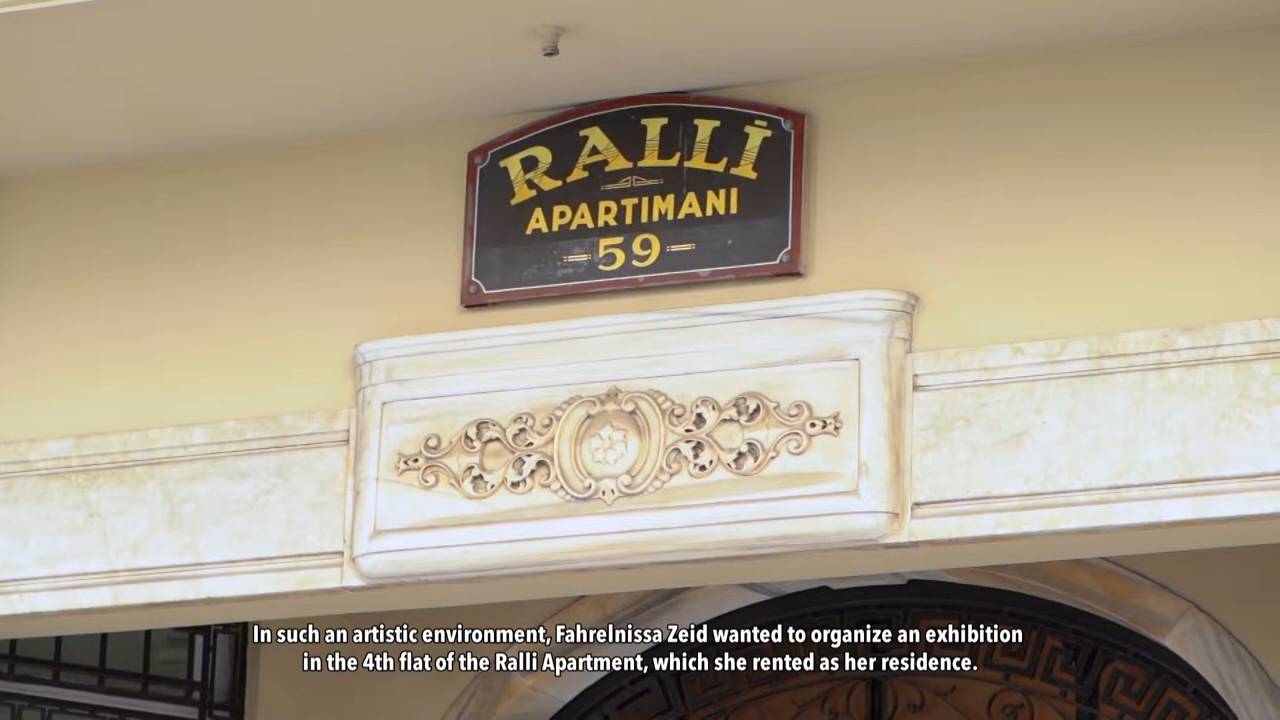 RALLİ
APARTIMANI
59
In such an artistic environment, Fahrelnissa Zeid wanted to organize an exhibition
in the 4th flat of the Ralli Apartment, which she rented as her residence.